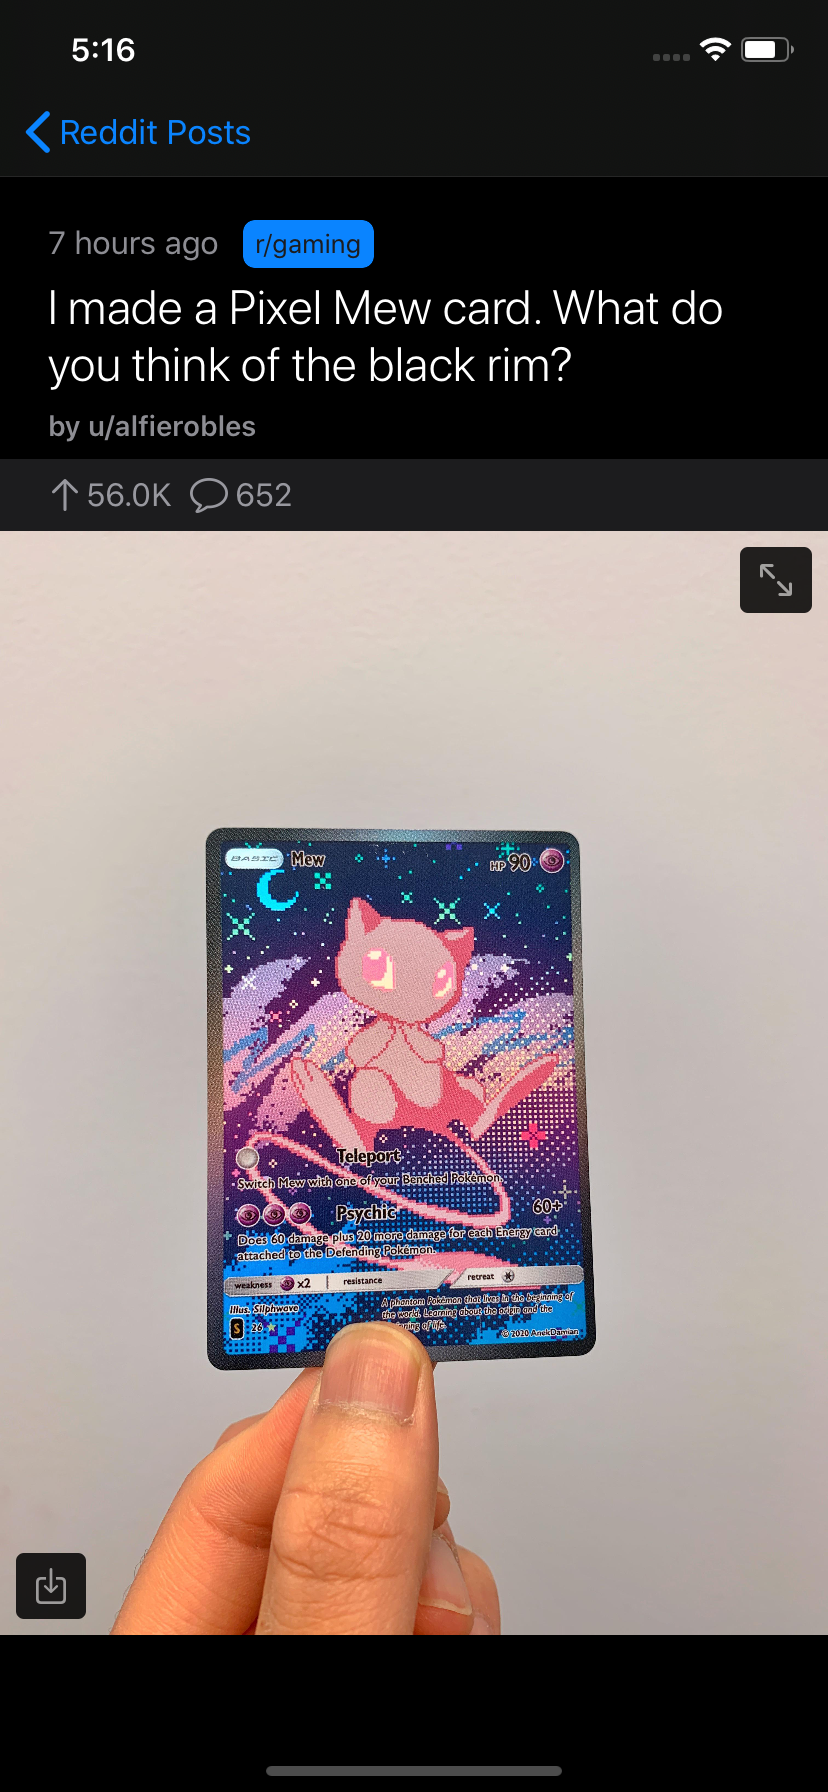 5:16
Reddit Posts
7 hours ago r/gaming
I made a Pixel Mew card. What do
you think of the black rim?
by u/alfierobles
56.0K 652
BASIC Mew HP 90
Teleport
Switch Mew with one of your Benched Pokémon.
Psychic 60+
Does 60 damage plus 20 more damage for each Energy card
attached to the Defending Pokémon.
weakness x2 resistance retreat
Illus. Silphwave
A phantom Pokémon that lives in the beginning of
the world. Learning about the origin and the
of life.
S 26
© 2020 AnekDamian